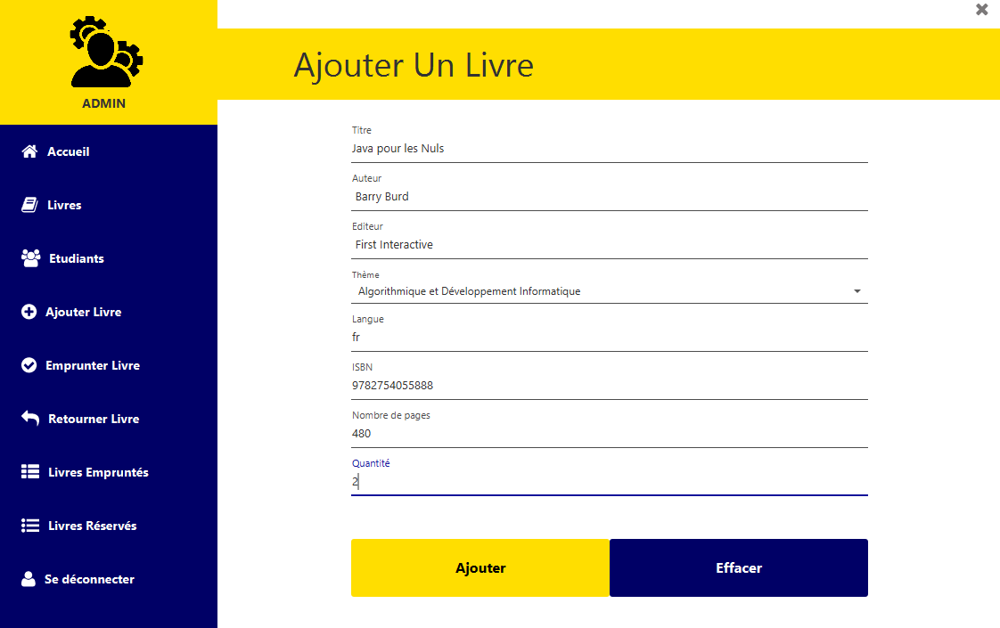 ADMIN
Accueil
Livres
Etudiants
Ajouter Livre
Emprunter Livre
Retourner Livre
Livres Empruntés
Livres Réservés
Se déconnecter
Ajouter Un Livre
Titre
Java pour les Nuls
Auteur
Barry Burd
Editeur
First Interactive
Thème
Algorithmique et Développement Informatique
Langue
fr
ISBN
9782754055888
Nombre de pages
480
Quantité
2
Ajouter
Effacer